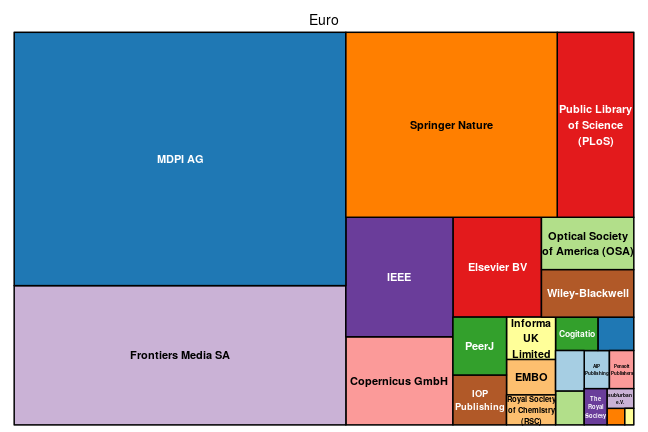 Euro
MDPI AG
Springer Nature
Public Library
of Science
(PLoS)
Frontiers Media SA
IEEE
Elsevier BV
Optical Society
of America (OSA)
Wiley-Blackwell
Copernicus GmbH
PeerJ
Informa
UK
Limited
Cogitatio
EMBO
IOP
Publishing
Royal Society
of Chemistry
(RSC)
AIP
Publishing
Publishers
The
Royal
Society
e.V.